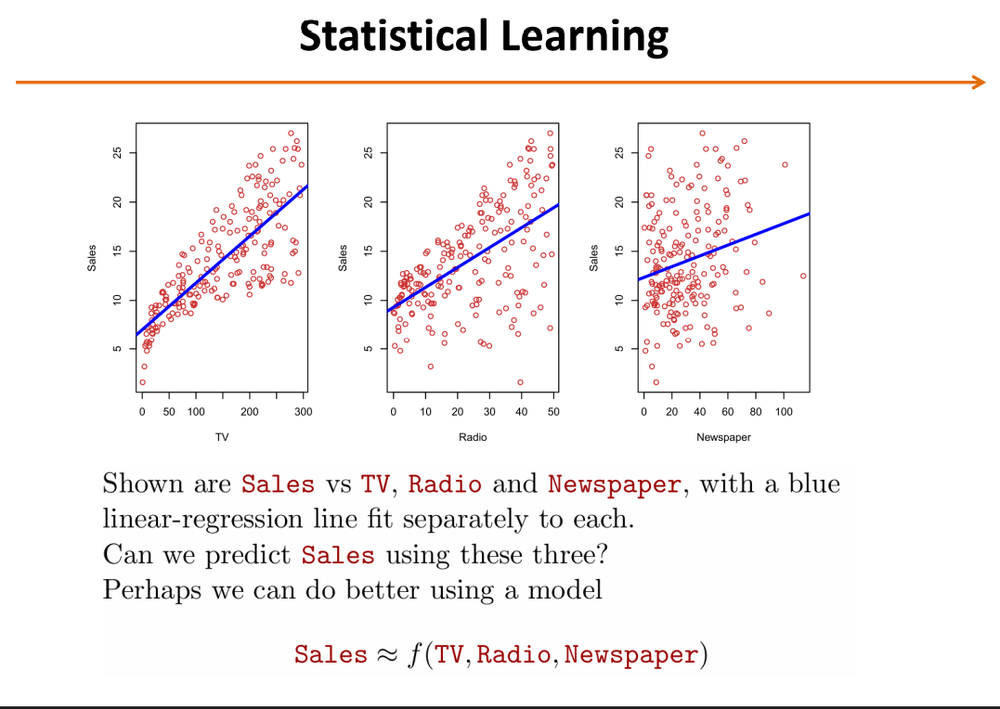 Statistical Learning
25
20
15
10
5
Sales
0 50 100 200 300
TV
25
20
15
10
5
Sales
0 10 20 30 40 50
Radio
25
20
15
10
5
Sales
0 20 40 60 80 100
Newspaper
Shown are Sales vs TV, Radio and Newspaper, with a blue
linear-regression line fit separately to each.
Can we predict Sales using these three?
Perhaps we can do better using a model
Sales ≈ f(TV, Radio, Newspaper)